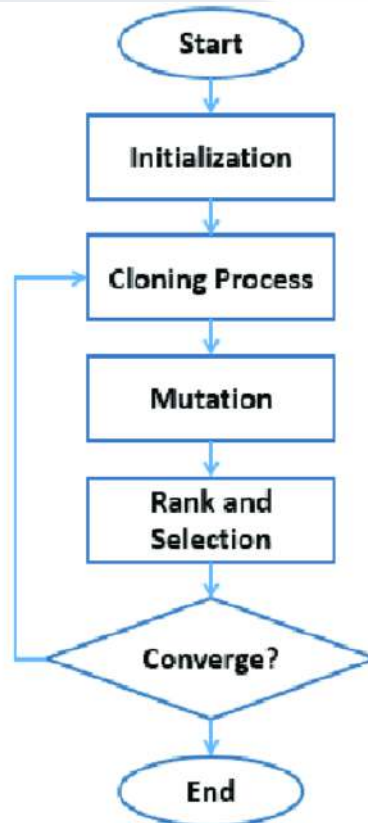 Start
Initialization
Cloning Process
Mutation
Rank and
Selection
Converge?
End